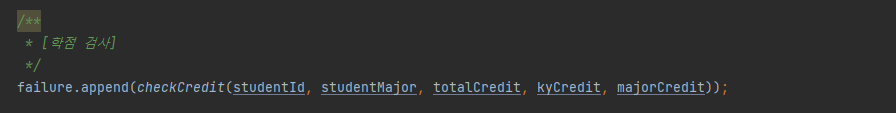 /**
* [학점 검사]
*/
failure.append(checkCredit(studentId, studentMajor, totalCredit, kyCredit, majorCredit));